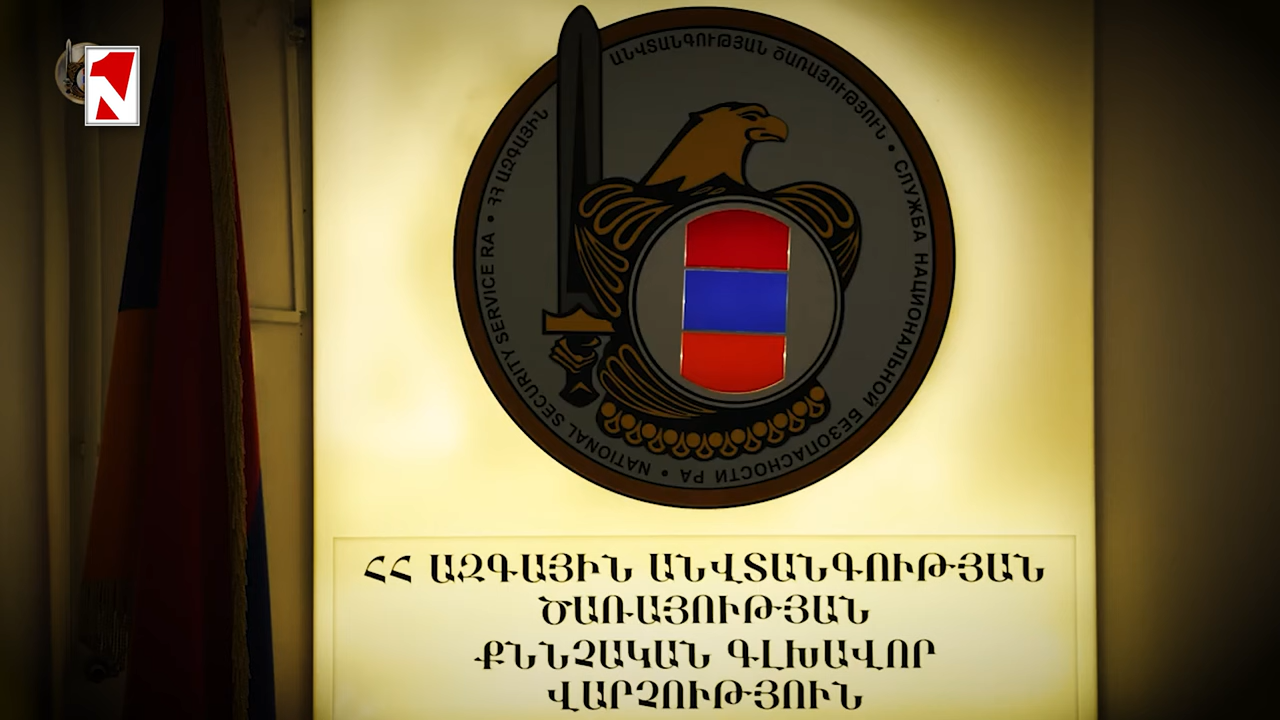 ՀՀ ԱԶԳԱՅԻՆ ԱՆՎՏԱՆԳՈՒԹՅԱՆ ԾԱՌԱՅՈՒԹՅՈՒՆ • СЛУЖБА НАЦИОНАЛЬНОЙ БЕЗОПАСНОСТИ РА • NATIONAL SECURITY SERVICE RA •
1N
ՀՀ ԱԶԳԱՅԻՆ ԱՆՎՏԱՆԳՈՒԹՅԱՆ
ԾԱՌԱՅՈՒԹՅԱՆ
ՔՆՆՉԱԿԱՆ ԳԼԽԱՎՈՐ
ՎԱՐՉՈՒԹՅՈՒՆ